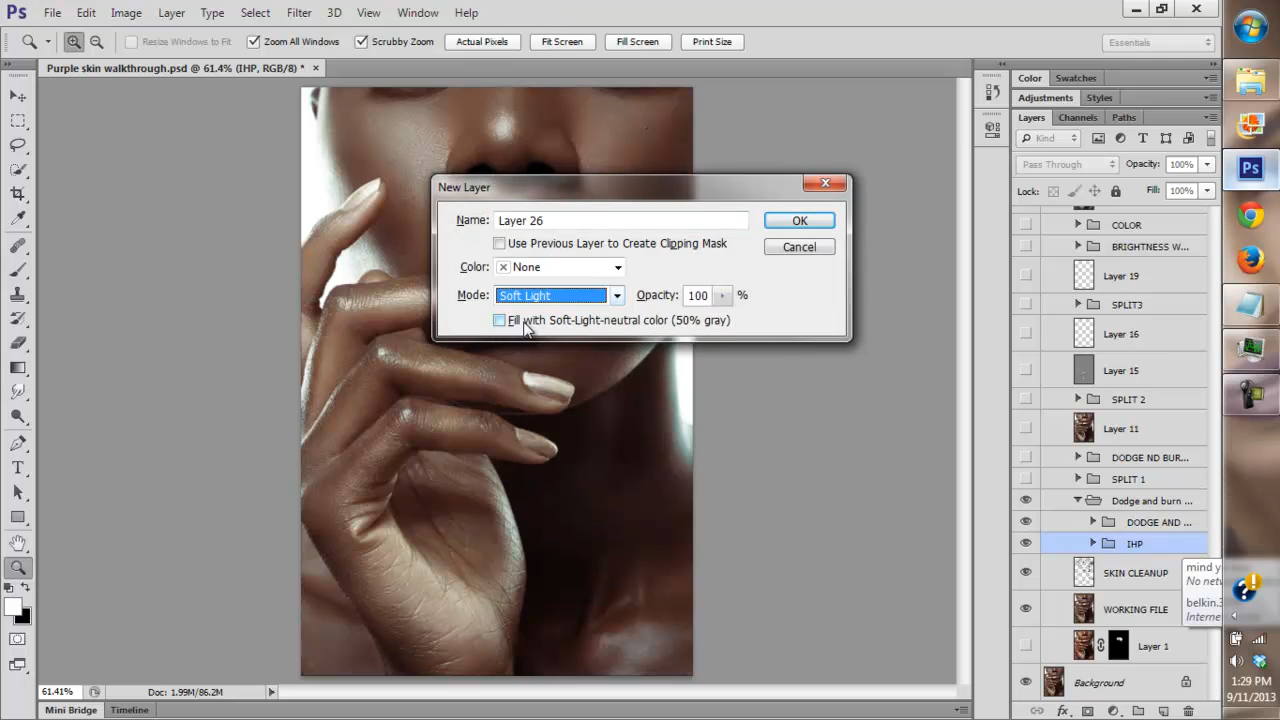 Ps File Edit Image Layer Type Select Filter 3D View Window Help
Resize Windows to Fit Zoom All Windows Scrubby Zoom Actual Pixels Fit Screen Fill Screen Print Size Essentials
Purple skin walkthrough.psd @ 61.4% (IHP, RGB/8) * ×
New Layer
Name: Layer 26 OK
Use Previous Layer to Create Clipping Mask Cancel
Color: None
Mode: Soft Light Opacity: 100 %
Fill with Soft-Light-neutral color (50% gray)
Color Swatches
Adjustments Styles
Layers Channels Paths
Kind
Pass Through Opacity: 100%
Lock: Fill: 100%
COLOR
BRIGHTNESS W...
Layer 19
SPLIT3
Layer 16
Layer 15
SPLIT 2
Layer 11
DODGE ND BUR...
SPLIT 1
Dodge and burn ...
DODGE AND ...
IHP
SKIN CLEANUP
WORKING FILE
Layer 1
Background
mind
No
belkin.3
Internet
Ps
T
61.41% Doc: 1.99M/86.2M
Mini Bridge Timeline
fx
1:29 PM
9/11/2013